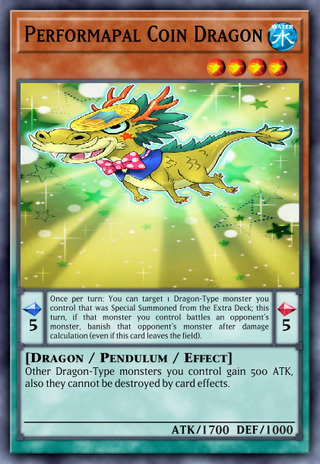 Performapal Coin Dragon
WATER
水
Once per turn: You can target 1 Dragon-Type monster you
control that was Special Summoned from the Extra Deck; this
turn, if that monster you control battles an opponent's
monster, banish that opponent's monster after damage
calculation (even if this card leaves the field).
5
5
[Dragon / Pendulum / Effect]
Other Dragon-Type monsters you control gain 500 ATK,
also they cannot be destroyed by card effects.
ATK/1700 DEF/1000